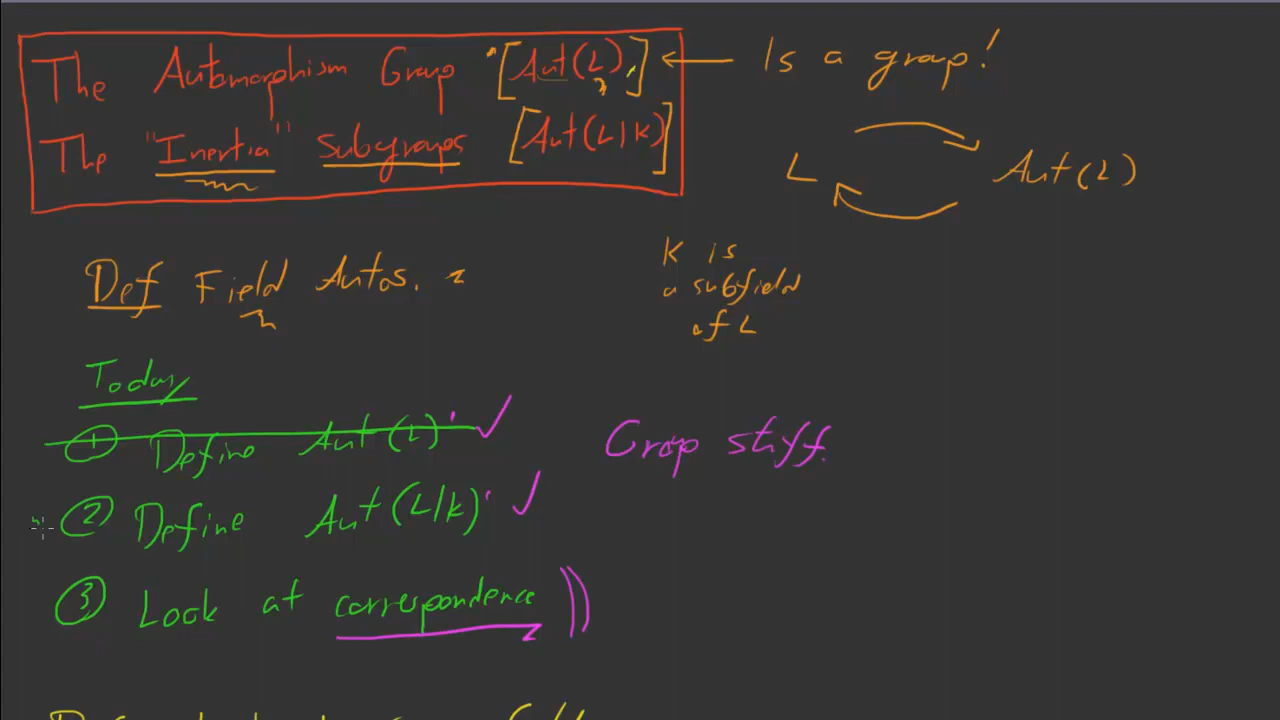 The Automorphism Group [Aut(L)] ← Is a group!
The "Inertia" Subgroups [Aut(L|K)]
L Aut(L)
K is
a subfield
of L
Def Field Autos.
Today
① Define Aut(L) ✓
Group stuff.
② Define Aut(L|K) ✓
③ Look at correspondence